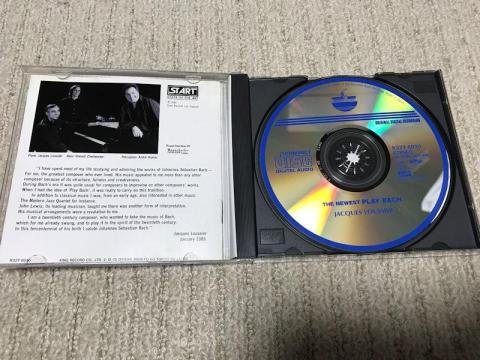 START
Piano: Jacques Loussier
Bass: Vincent Charbonnier
Percussion: André Arpino
"I have spent most of my life studying and admiring the works of Johannes Sebastian Bach.
For me, the greatest composer who ever lived. His music appealed to me more than any other
composer because of its structure, fulness and creativeness.
During Bach's era it was quite usual for composers to improvise on other composers' works.
When I had the idea of "Play Bach", it was ready to carry on this tradition.
In addition to classical music I was, from an early age, also interested in other music:
The Modern Jazz Quartet for instance.
John Lewis, its leading musician, taught me there was another form of interpretation.
His musical arrangements were a revelation to me.
I am a twentieth century composer, who wanted to take the music of Bach,
which for me already swung, and to play it in the spirit of the twentieth century.
In this tercentennial of his birth I salute Johannes Sebastian Bach."
Jacques Loussier
January 1985
K32Y 6030
KING RECORD CO., LTD.
COMPACT
DISC
DIGITAL AUDIO
K32Y 6030
STEREO
THE NEWEST PLAY BACH
JACQUES LOUSSIER